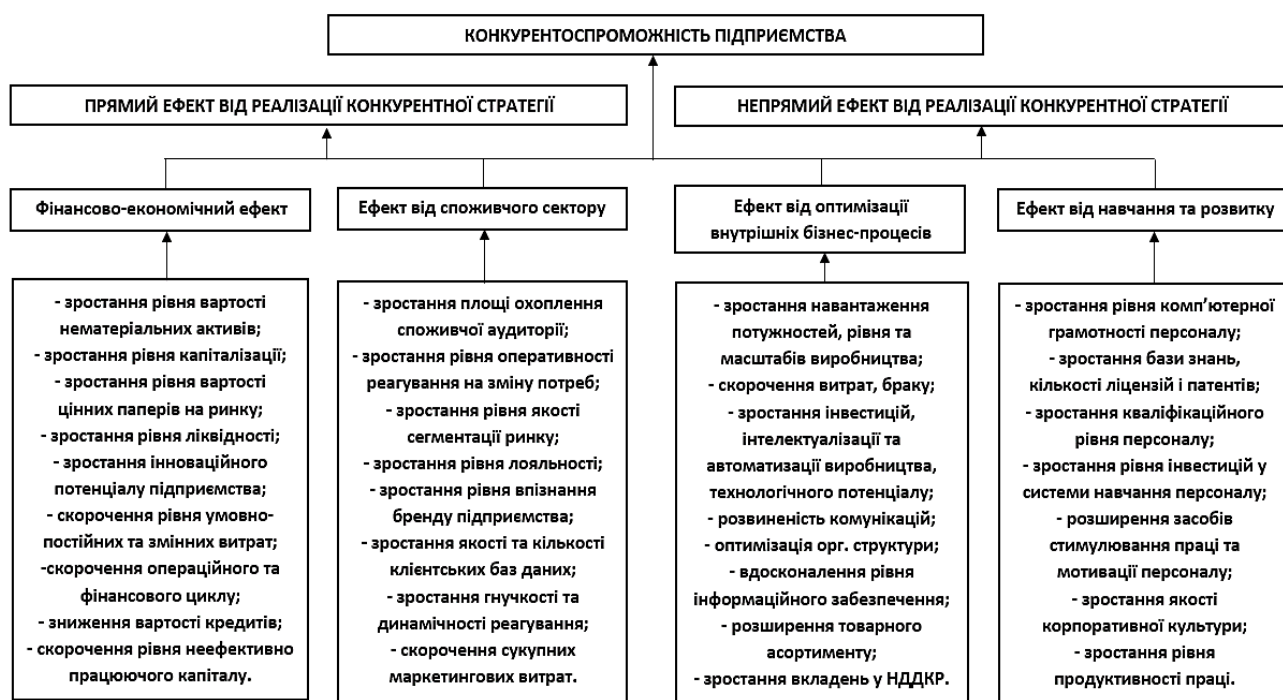 КОНКУРЕНТОСПРОМОЖНІСТЬ ПІДПРИЄМСТВА
ПРЯМИЙ ЕФЕКТ ВІД РЕАЛІЗАЦІЇ КОНКУРЕНТНОЇ СТРАТЕГІЇ
НЕПРЯМИЙ ЕФЕКТ ВІД РЕАЛІЗАЦІЇ КОНКУРЕНТНОЇ СТРАТЕГІЇ
Фінансово-економічний ефект
Ефект від споживчого сектору
Ефект від оптимізації
внутрішніх бізнес-процесів
Ефект від навчання та розвитку
- зростання рівня вартості
нематеріальних активів;
- зростання рівня капіталізації;
- зростання рівня вартості
цінних паперів на ринку;
- зростання рівня ліквідності;
- зростання інноваційного
потенціалу підприємства;
- скорочення рівня умовно-
постійних та змінних витрат;
-скорочення операційного та
фінансового циклу;
- зниження вартості кредитів;
- скорочення рівня неефективно
працюючого капіталу.
- зростання площі охоплення
споживчої аудиторії;
- зростання рівня оперативності
реагування на зміну потреб;
- зростання рівня якості
сегментації ринку;
- зростання рівня лояльності;
- зростання рівня впізнання
бренду підприємства;
- зростання якості та кількості
клієнтських баз даних;
- зростання гнучкості та
динамічності реагування;
- скорочення сукупних
маркетингових витрат.
- зростання навантаження
потужностей, рівня та
масштабів виробництва;
- скорочення витрат, браку;
- зростання інвестицій,
інтелектуалізації та
автоматизації виробництва,
технологічного потенціалу;
- розвиненість комунікацій;
- оптимізація орг. структури;
- вдосконалення рівня
інформаційного забезпечення;
- розширення товарного
асортименту;
- зростання вкладень у НДДКР.
- зростання рівня комп’ютерної
грамотності персоналу;
- зростання бази знань,
кількості ліцензій і патентів;
- зростання кваліфікаційного
рівня персоналу;
- зростання рівня інвестицій у
системи навчання персоналу;
- розширення засобів
стимулювання праці та
мотивації персоналу;
- зростання якості
корпоративної культури;
- зростання рівня
продуктивності праці.